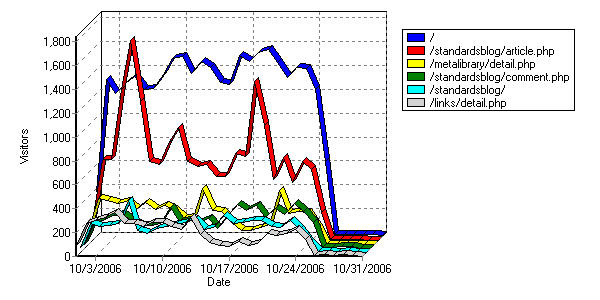 1,800
1,600
1,400
1,200
1,000
800
600
400
200
0
Visitors
10/3/2006
10/10/2006
10/17/2006
10/24/2006
10/31/2006
Date
/
/standardsblog/article.php
/metalibrary/detail.php
/standardsblog/comment.php
/standardsblog/
/links/detail.php